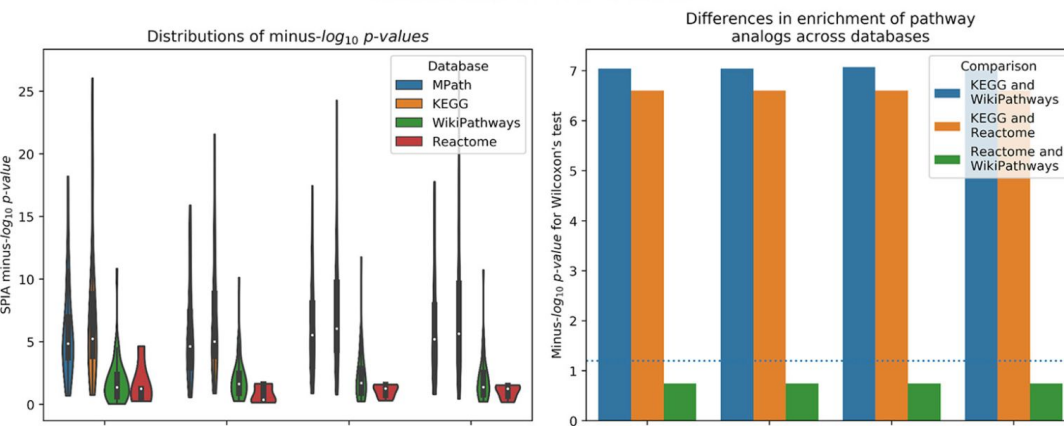 Distributions of minus-log10 p-values
SPIA minus-log10 p-value
25
20
15
10
5
0
Database
MPath
KEGG
WikiPathways
Reactome
Differences in enrichment of pathway
analogs across databases
Minus-log10 p-value for Wilcoxon's test
7
6
5
4
3
2
1
0
Comparison
KEGG and
WikiPathways
KEGG and
Reactome
Reactome and
WikiPathways